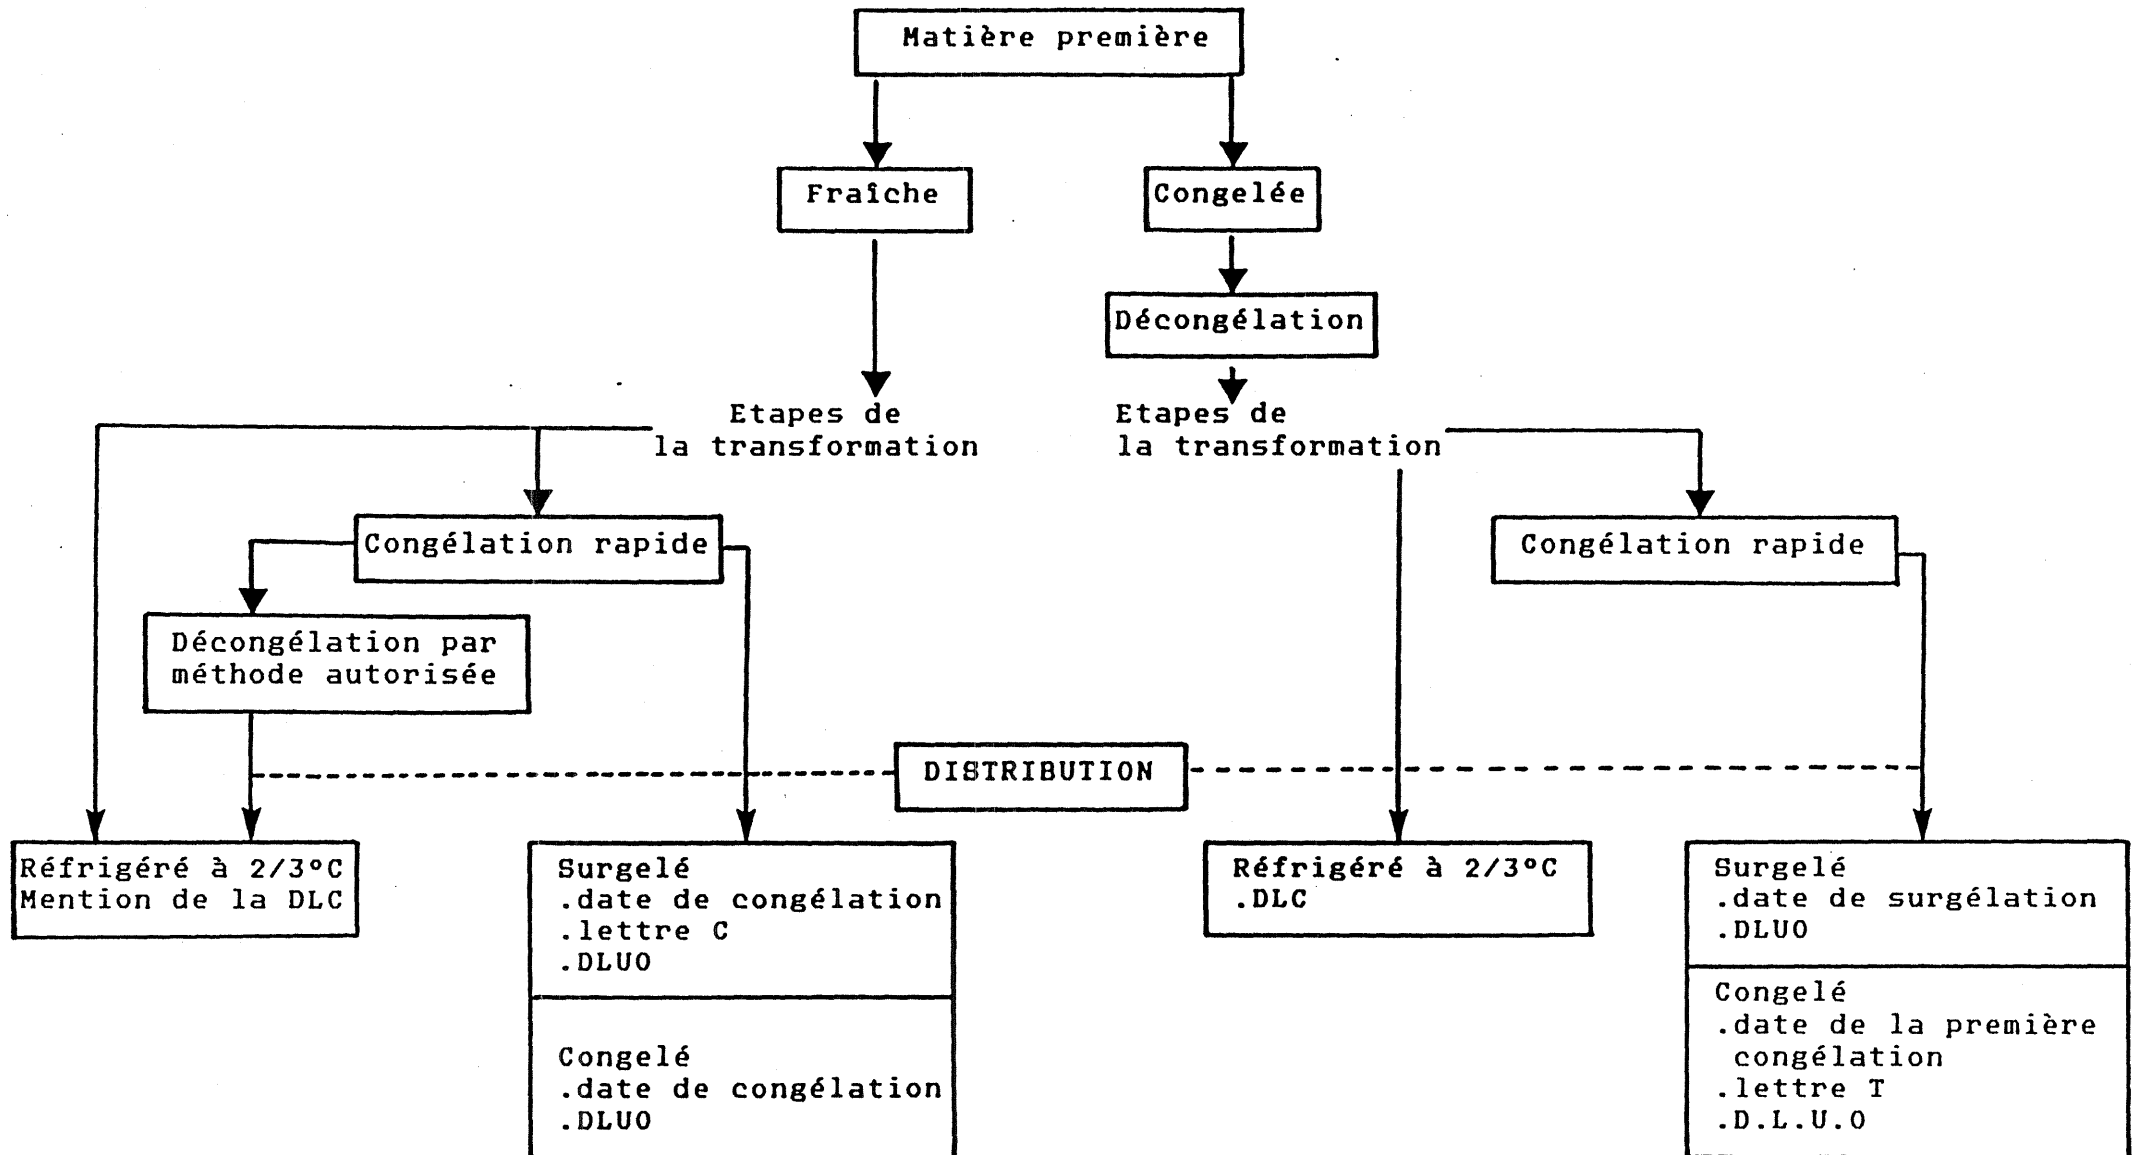 Matière première
Fraîche
Congelée
Décongélation
Etapes de
la transformation
Etapes de
la transformation
Congélation rapide
Congélation rapide
Décongélation par
méthode autorisée
DISTRIBUTION
Réfrigéré à 2/3°C
Mention de la DLC
Surgelé
.date de congélation
.lettre C
.DLUO
Congelé
.date de congélation
.DLUO
Réfrigéré à 2/3°C
.DLC
Surgelé
.date de surgélation
.DLUO
Congelé
.date de la première
congélation
.lettre T
.D.L.U.O